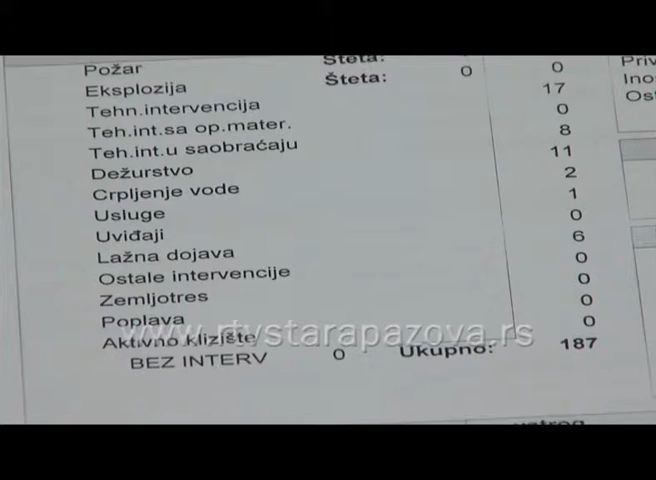 Požar Šteta:
Eksplozija Šteta: 0 0
Tehn.intervencija 17
Teh.int.sa op.mater. 0
Teh.int.u saobraćaju 8
Dežurstvo 11
Crpljenje vode 2
Usluge 1
Uviđaji 0
Lažna dojava 6
Ostale intervencije 0
Zemljotres 0
Poplava 0
Aktivno klizište 0
BEZ INTERV 0 Ukupno: 187
www.rtvstarapazova.rs